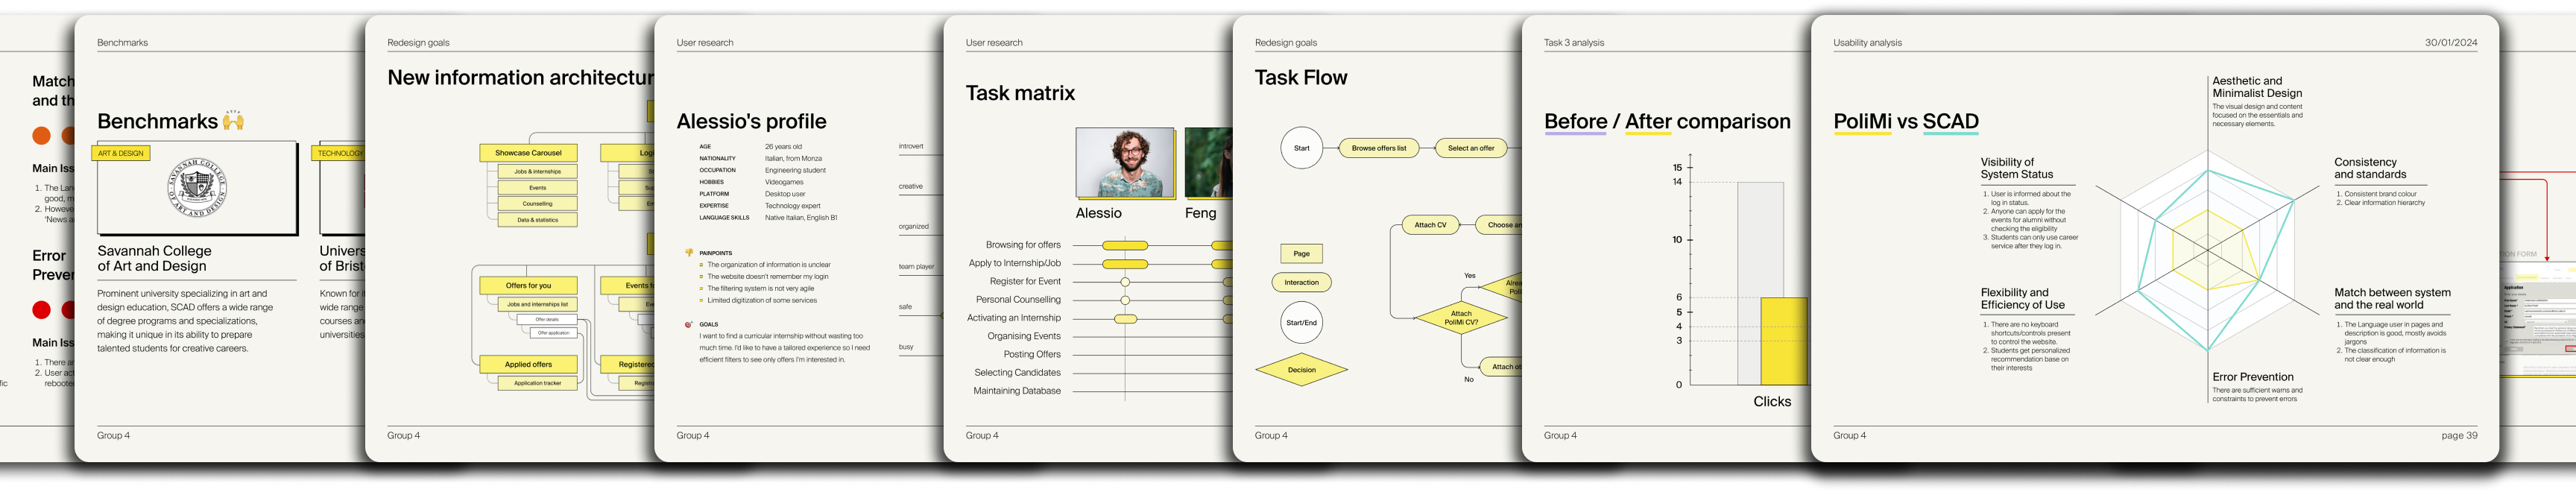 Match
and th
Main Iss
1. The Lan
good, m
2. Howeve
'News a
Error
Preven
Main Iss
1. There ar
2. User act
reboote
fic
Benchmarks
Benchmarks 🙌
ART & DESIGN
SAVANNAH COLLEGE OF ART AND DESIGN
Savannah College
of Art and Design
Prominent university specializing in art and
design education, SCAD offers a wide range
of degree programs and specializations,
making it unique in its ability to prepare
talented students for creative careers.
TECHNOLOGY
Univers
of Brist
Known for it
wide range
courses an
universities
Group 4
Redesign goals
New information architectur
Showcase Carousel
Jobs & internships
Events
Counselling
Data & statistics
Logi
Offers for you
Jobs and internships list
Offer details
Offer application
Applied offers
Application tracker
Events f
Registered
Registr
Group 4
User research
Alessio's profile
AGE 26 years old
NATIONALITY Italian, from Monza
OCCUPATION Engineering student
HOBBIES Videogames
PLATFORM Desktop user
EXPERTISE Technology expert
LANGUAGE SKILLS Native Italian, English B1
PAINPOINTS
The organization of information is unclear
The website doesn't remember my login
The filtering system is not very agile
Limited digitization of some services
GOALS
I want to find a curricular internship without wasting too
much time. I'd like to have a tailored experience so I need
efficient filters to see only offers I'm interested in.
introvert
creative
organized
team player
safe
busy
Group 4
User research
Task matrix
Alessio
Feng
Browsing for offers
Apply to Internship/Job
Register for Event
Personal Counselling
Activating an Internship
Organising Events
Posting Offers
Selecting Candidates
Maintaining Database
Group 4
Redesign goals
Task Flow
Start
Browse offers list
Select an offer
Attach CV
Choose an
Page
Interaction
Start/End
Decision
Yes
Alrea
Poli
Attach
PoliMi CV?
No
Attach ot
Group 4
Task 3 analysis
Before / After comparison
15
14
10
6
5
4
3
0
Clicks
Group 4
Usability analysis
30/01/2024
PoliMi vs SCAD
Aesthetic and
Minimalist Design
The visual design and content
focused on the essentials and
necessary elements.
Visibility of
System Status
1. User is informed about the
log in status.
2. Anyone can apply for the
events for alumni without
checking the eligibility
3. Students can only use career
service after they log in.
Consistency
and standards
1. Consistent brand colour
2. Clear information hierarchy
Flexibility and
Efficiency of Use
1. There are no keyboard
shortcuts/controls present
to control the website.
2. Students get personalized
recommendation base on
their interests
Match between system
and the real world
1. The Language user in pages and
description is good, mostly avoids
jargons
2. The classification of information is
not clear enough
Error Prevention
There are sufficient warns and
constraints to prevent errors
Group 4
page 39
ION FORM
Application